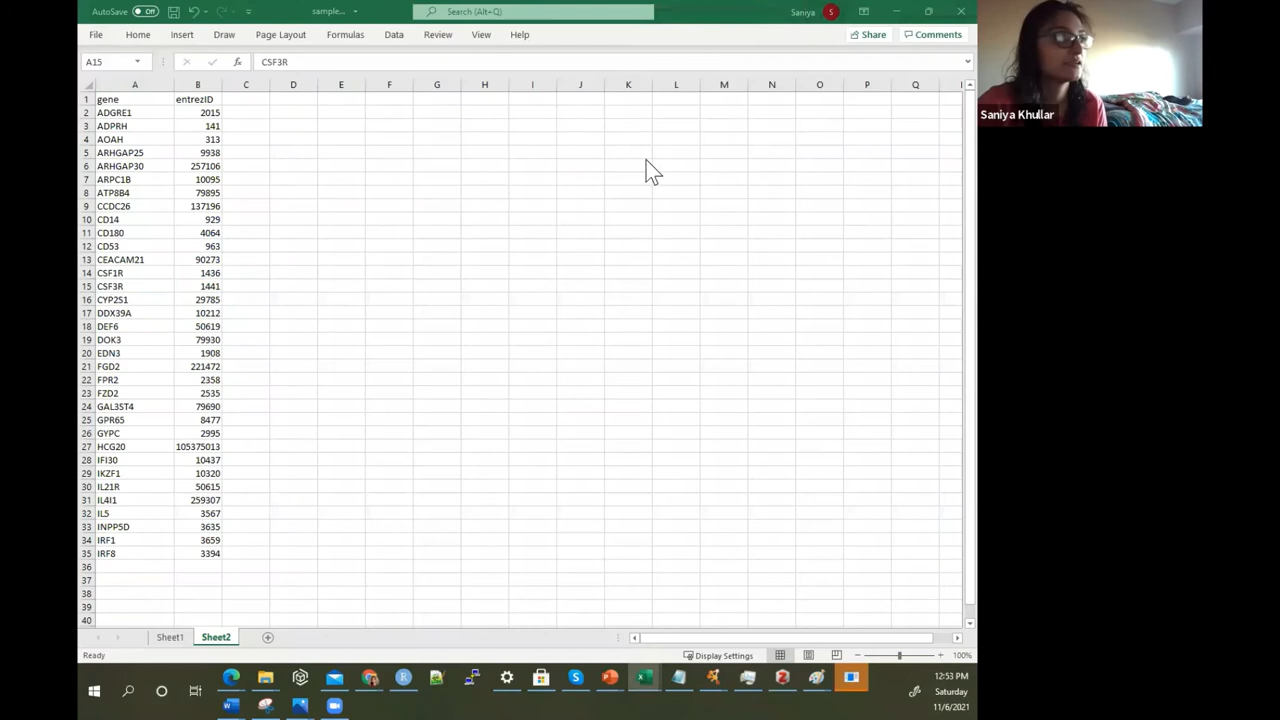 AutoSave Off sample... Search (Alt+Q) Saniya S
File Home Insert Draw Page Layout Formulas Data Review View Help Share Comments
A15 fx CSF3R
A B C D E F G H I J K L M N O P Q
1 gene entrezID
2 ADGRE1 2015
3 ADPRH 141
4 AOAH 313
5 ARHGAP25 9938
6 ARHGAP30 257106
7 ARPC1B 10095
8 ATP8B4 79895
9 CCDC26 137196
10 CD14 929
11 CD180 4064
12 CD53 963
13 CEACAM21 90273
14 CSF1R 1436
15 CSF3R 1441
16 CYP2S1 29785
17 DDX39A 10212
18 DEF6 50619
19 DOK3 79930
20 EDN3 1908
21 FGD2 221472
22 FPR2 2358
23 FZD2 2535
24 GAL3ST4 79690
25 GPR65 8477
26 GYPC 2995
27 HCG20 105375013
28 IFI30 10437
29 IKZF1 10320
30 IL21R 50615
31 IL4I1 259307
32 IL5 3567
33 INPP5D 3635
34 IRF1 3659
35 IRF8 3394
36
37
38
39
40
Sheet1 Sheet2
Ready Display Settings 100%
12:53 PM
Saturday
11/6/2021
Saniya Khullar